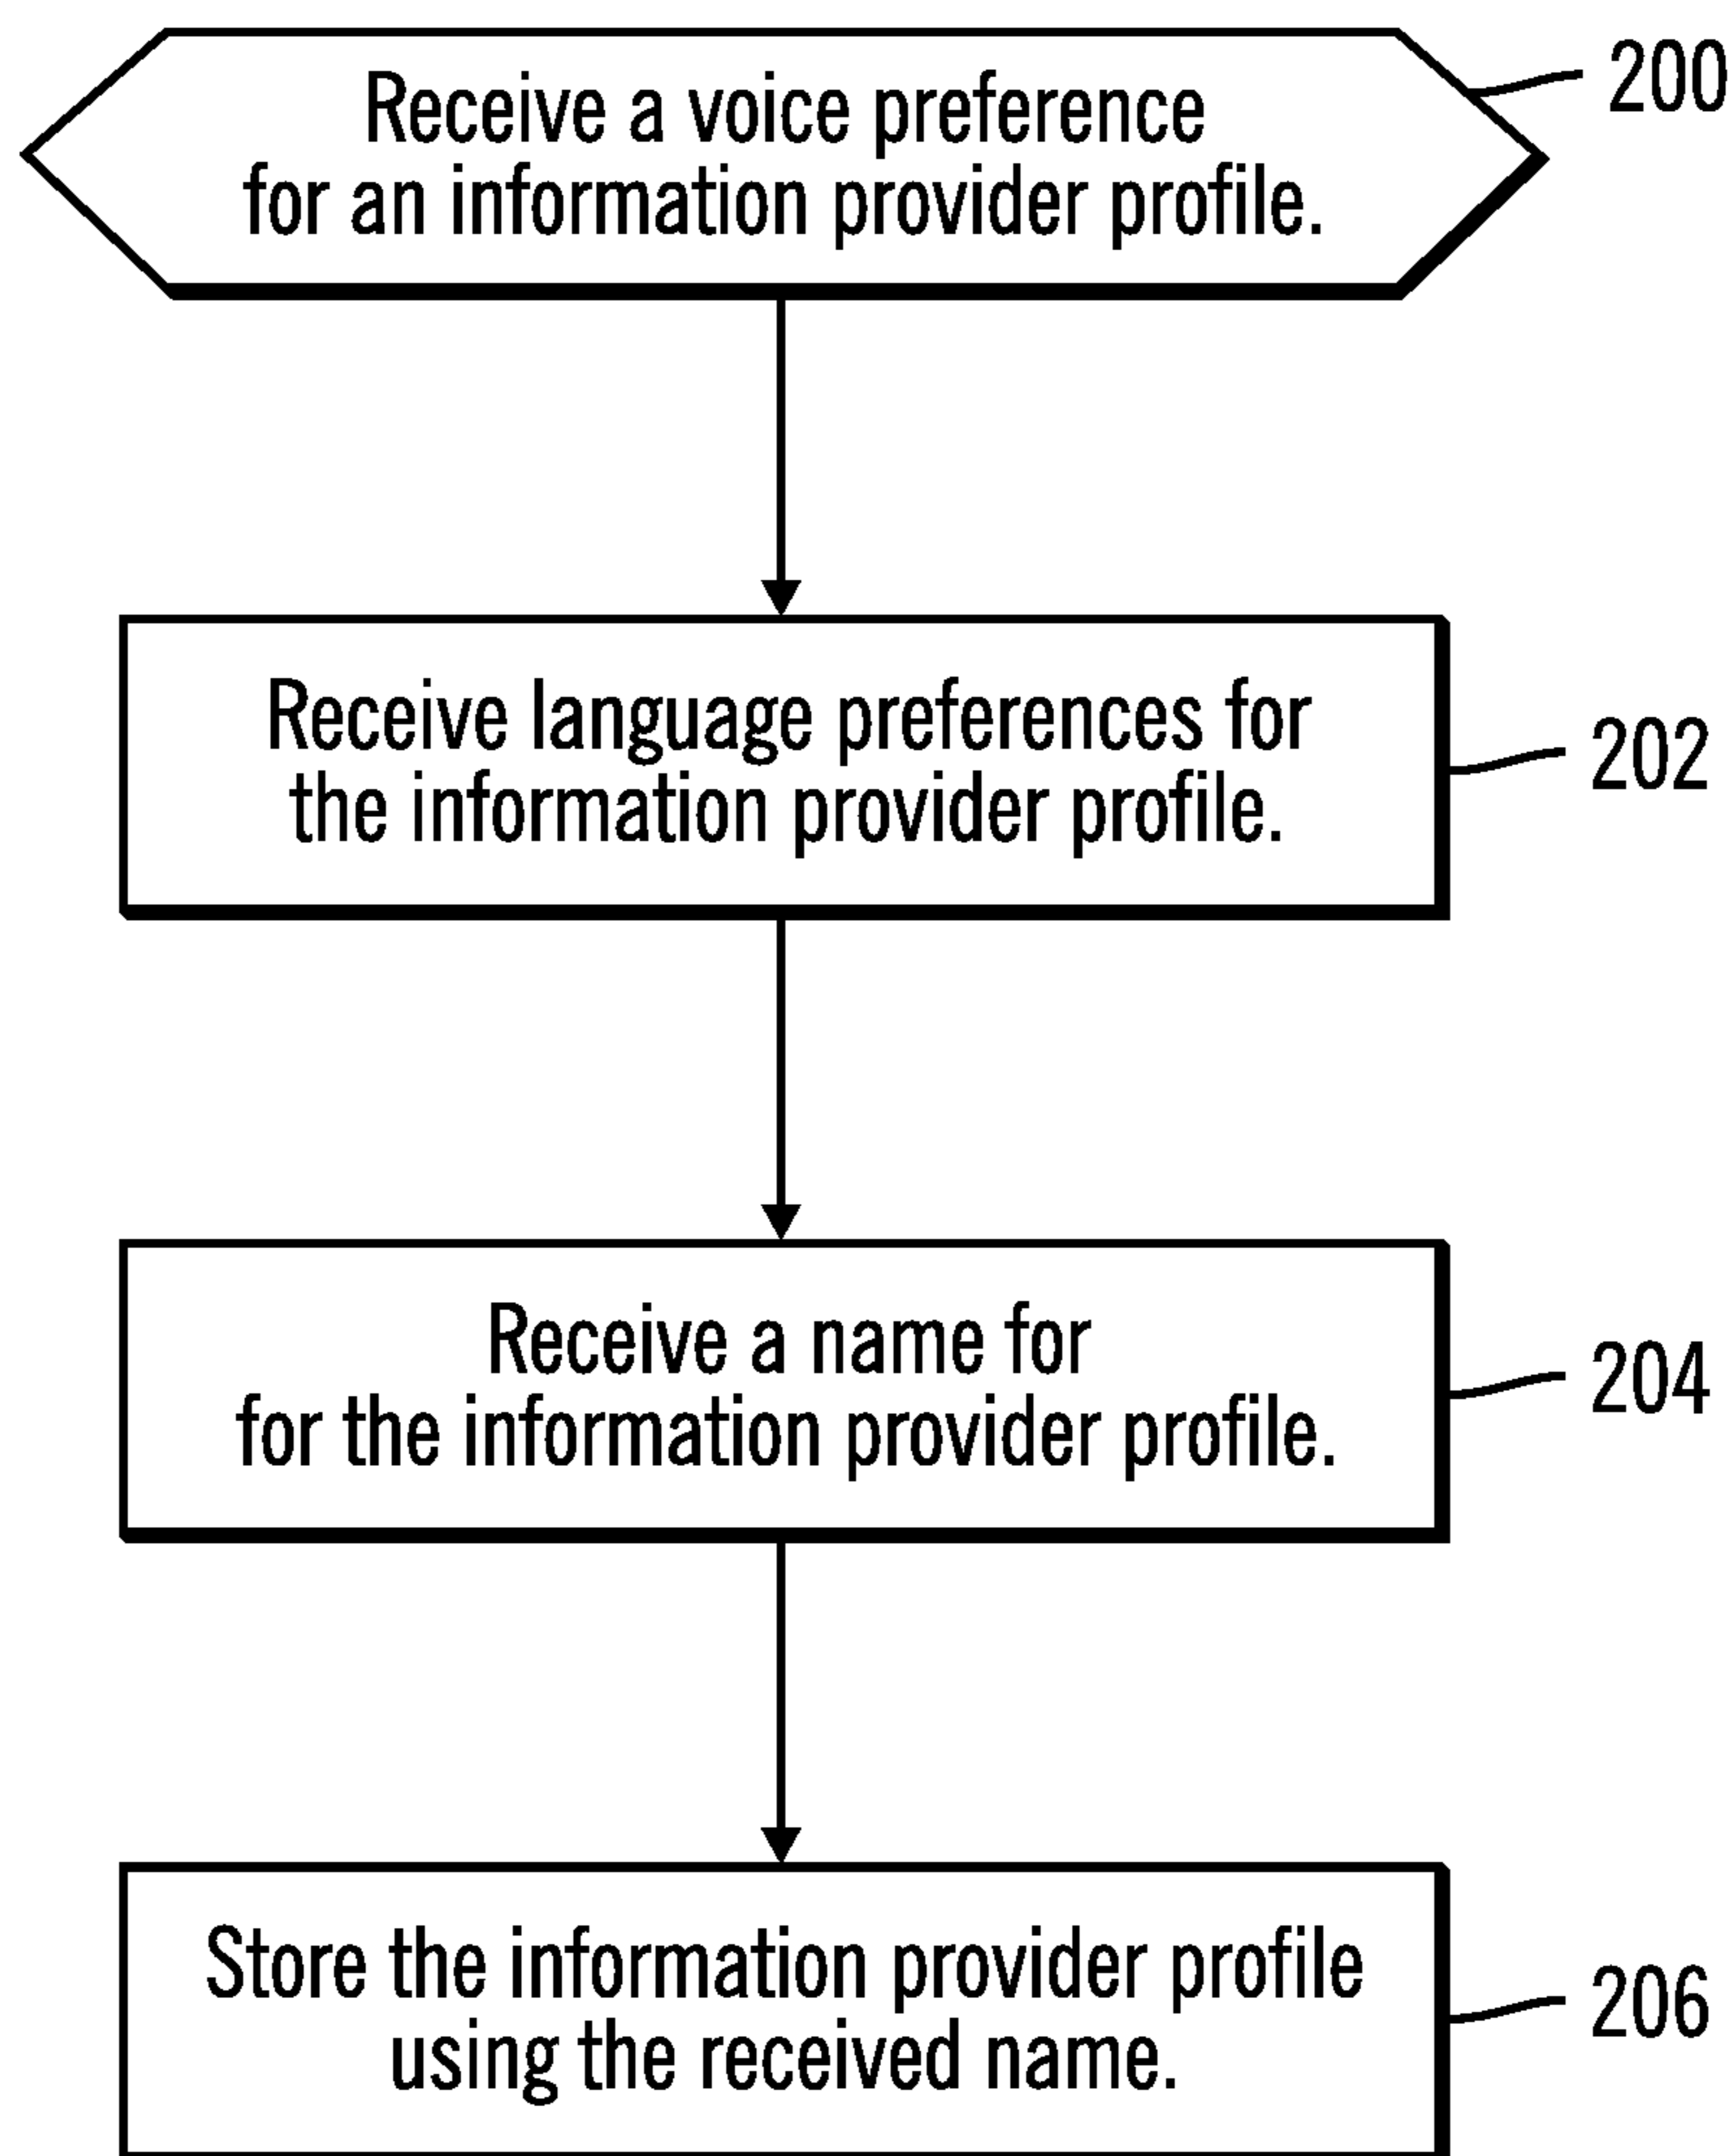 Receive a voice preference
for an information provider profile.
200
Receive language preferences for
the information provider profile.
202
Receive a name for
for the information provider profile.
204
Store the information provider profile
using the received name.
206